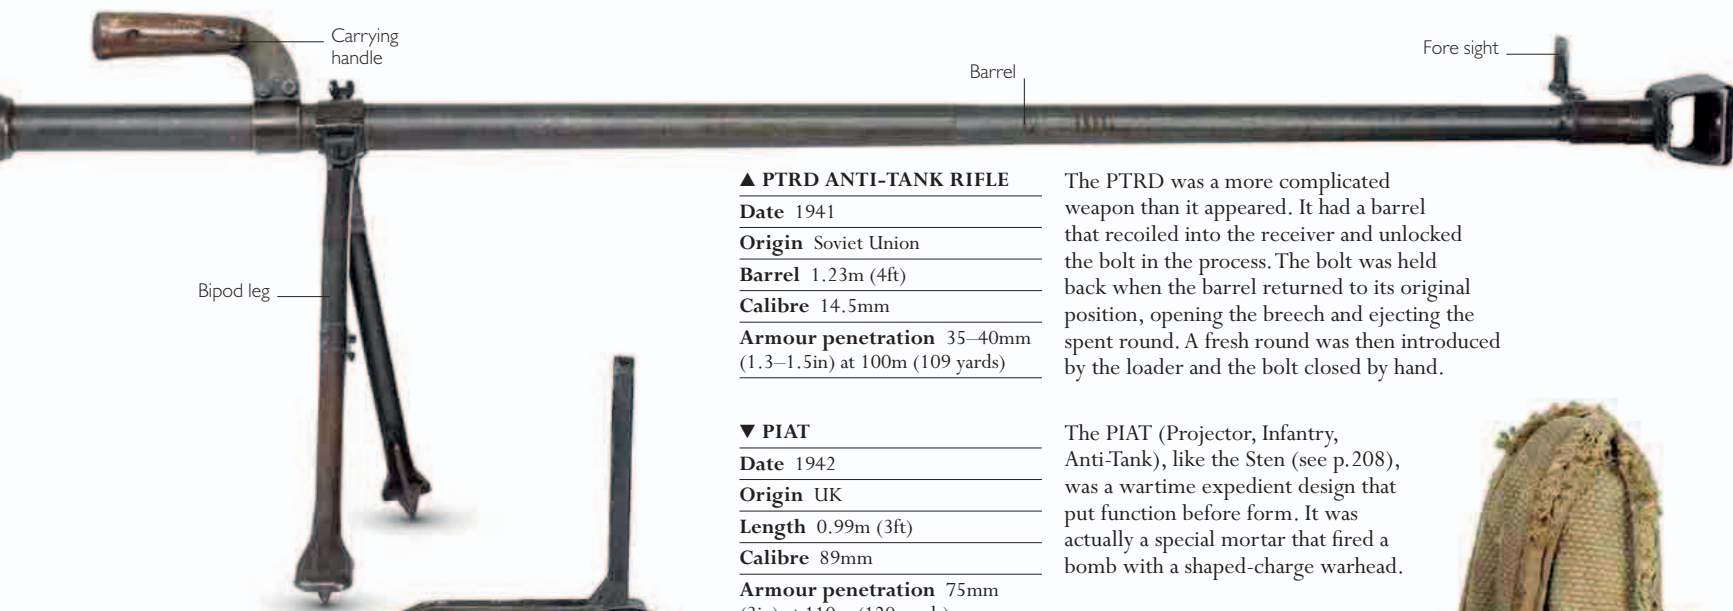 Carrying
handle
Fore sight
Barrel
Bipod leg
▲ PTRD ANTI-TANK RIFLE
Date 1941
Origin Soviet Union
Barrel 1.23m (4ft)
Calibre 14.5mm
Armour penetration 35–40mm
(1.3–1.5in) at 100m (109 yards)
The PTRD was a more complicated
weapon than it appeared. It had a barrel
that recoiled into the receiver and unlocked
the bolt in the process. The bolt was held
back when the barrel returned to its original
position, opening the breech and ejecting the
spent round. A fresh round was then introduced
by the loader and the bolt closed by hand.
▼ PIAT
Date 1942
Origin UK
Length 0.99m (3ft)
Calibre 89mm
Armour penetration 75mm
The PIAT (Projector, Infantry,
Anti-Tank), like the Sten (see p.208),
was a wartime expedient design that
put function before form. It was
actually a special mortar that fired a
bomb with a shaped-charge warhead.